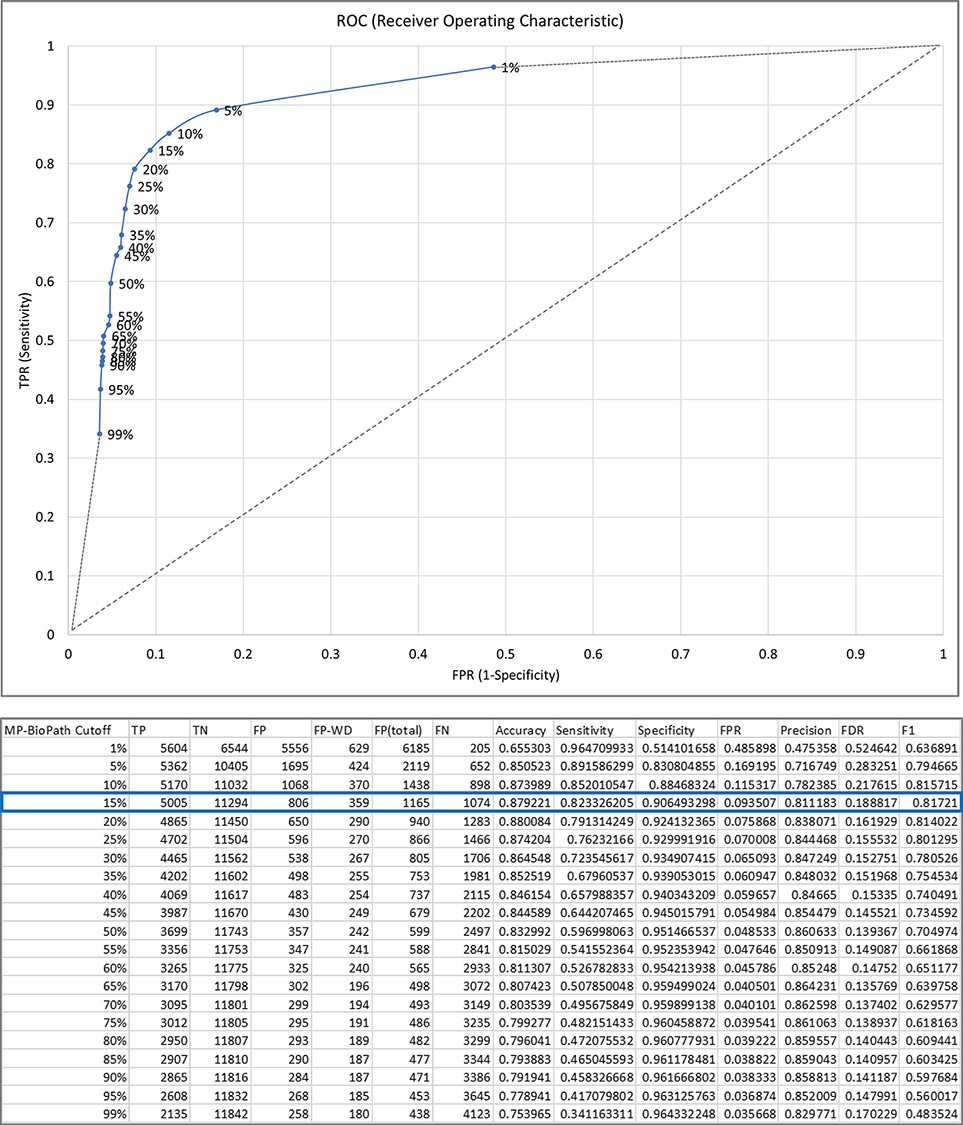 ROC (Receiver Operating Characteristic)
1
0.9
0.8
0.7
0.6
0.5
0.4
0.3
0.2
0.1
0
TPR (Sensitivity)
1%
5%
10%
15%
20%
25%
30%
35%
40%
45%
50%
55%
60%
65%
70%
75%
80%
90%
95%
99%
0 0.1 0.2 0.3 0.4 0.5 0.6 0.7 0.8 0.9 1
FPR (1-Specificity)
MP-BioPath Cutoff TP TN FP FP-WD FP(total) FN Accuracy Sensitivity Specificity FPR Precision FDR F1
1% 5604 6544 5556 629 6185 205 0.655303 0.964709933 0.514101658 0.485898 0.475358 0.524642 0.636891
5% 5362 10405 1695 424 2119 652 0.850523 0.891586299 0.830804855 0.169195 0.716749 0.283251 0.794665
10% 5170 11032 1068 370 1438 898 0.873989 0.852010547 0.88468324 0.115317 0.782385 0.217615 0.815715
15% 5005 11294 806 359 1165 1074 0.879221 0.823326205 0.906493298 0.093507 0.811183 0.188817 0.81721
20% 4865 11450 650 290 940 1283 0.880084 0.791314249 0.924132365 0.075868 0.838071 0.161929 0.814022
25% 4702 11504 596 270 866 1466 0.874204 0.76232166 0.929991916 0.070008 0.844468 0.155532 0.801295
30% 4465 11562 538 267 805 1706 0.864548 0.723545617 0.934907415 0.065093 0.847249 0.152751 0.780526
35% 4202 11602 498 255 753 1981 0.852519 0.67960537 0.939053015 0.060947 0.848032 0.151968 0.754534
40% 4069 11617 483 254 737 2115 0.846154 0.657988357 0.940343209 0.059657 0.84665 0.15335 0.740491
45% 3987 11670 430 249 679 2202 0.844589 0.644207465 0.945015791 0.054984 0.854479 0.145521 0.734592
50% 3699 11743 357 242 599 2497 0.832992 0.596998063 0.951466537 0.048533 0.860633 0.139367 0.704974
55% 3356 11753 347 241 588 2841 0.815029 0.541552364 0.952353942 0.047646 0.850913 0.149087 0.661868
60% 3265 11775 325 240 565 2933 0.811307 0.526782833 0.954213938 0.045786 0.85248 0.14752 0.651177
65% 3170 11798 302 196 498 3072 0.807423 0.507850048 0.959499024 0.040501 0.864231 0.135769 0.639758
70% 3095 11801 299 194 493 3149 0.803539 0.495675849 0.959899138 0.040101 0.862598 0.137402 0.629577
75% 3012 11805 295 191 486 3235 0.799277 0.482151433 0.960458872 0.039541 0.861063 0.138937 0.618163
80% 2950 11807 293 189 482 3299 0.796041 0.472075532 0.960777931 0.039222 0.859557 0.140443 0.609441
85% 2907 11810 290 187 477 3344 0.793883 0.465045593 0.961178481 0.038822 0.859043 0.140957 0.603425
90% 2865 11816 284 187 471 3386 0.791941 0.458326668 0.961666802 0.038333 0.858813 0.141187 0.597684
95% 2608 11832 268 185 453 3645 0.778941 0.417079802 0.963125763 0.036874 0.852009 0.147991 0.560017
99% 2135 11842 258 180 438 4123 0.753965 0.341163311 0.964332248 0.035668 0.829771 0.170229 0.483524